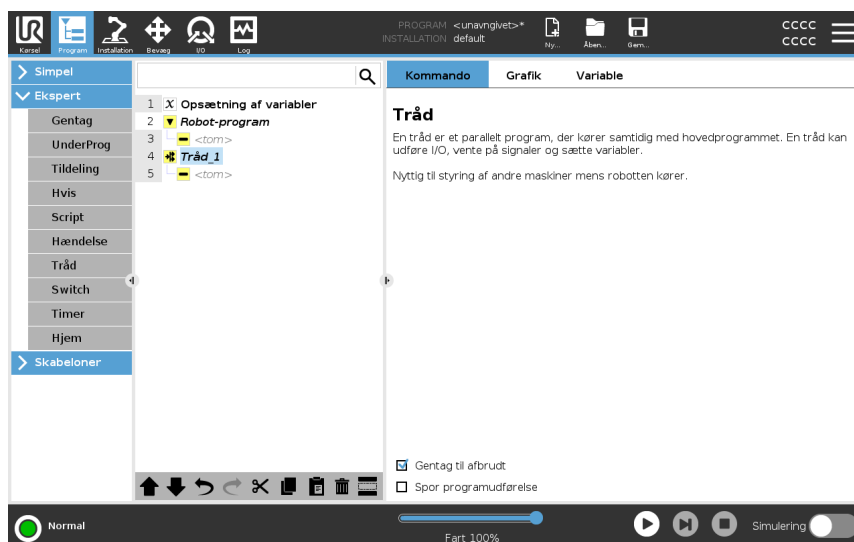 UR
Kørsel
Program
Installation
Bevæg
I/O
Log
PROGRAM <unavngivet>*
INSTALLATION default
Ny...
Åben...
Gem...
CCCC
CCCC
Simpel
Ekspert
Gentag
UnderProg
Tildeling
Hvis
Script
Hændelse
Tråd
Switch
Timer
Hjem
Skabeloner
1 X Opsætning af variabler
2 Robot-program
3 <tom>
4 Tråd_1
5 <tom>
Kommando Grafik Variable
Tråd
En tråd er et parallelt program, der kører samtidig med hovedprogrammet. En tråd kan
udføre I/O, vente på signaler og sætte variabler.
Nyttig til styring af andre maskiner mens robotten kører.
Gentag til afbrudt
Spor programudførelse
Normal
Fart 100%
Simulering